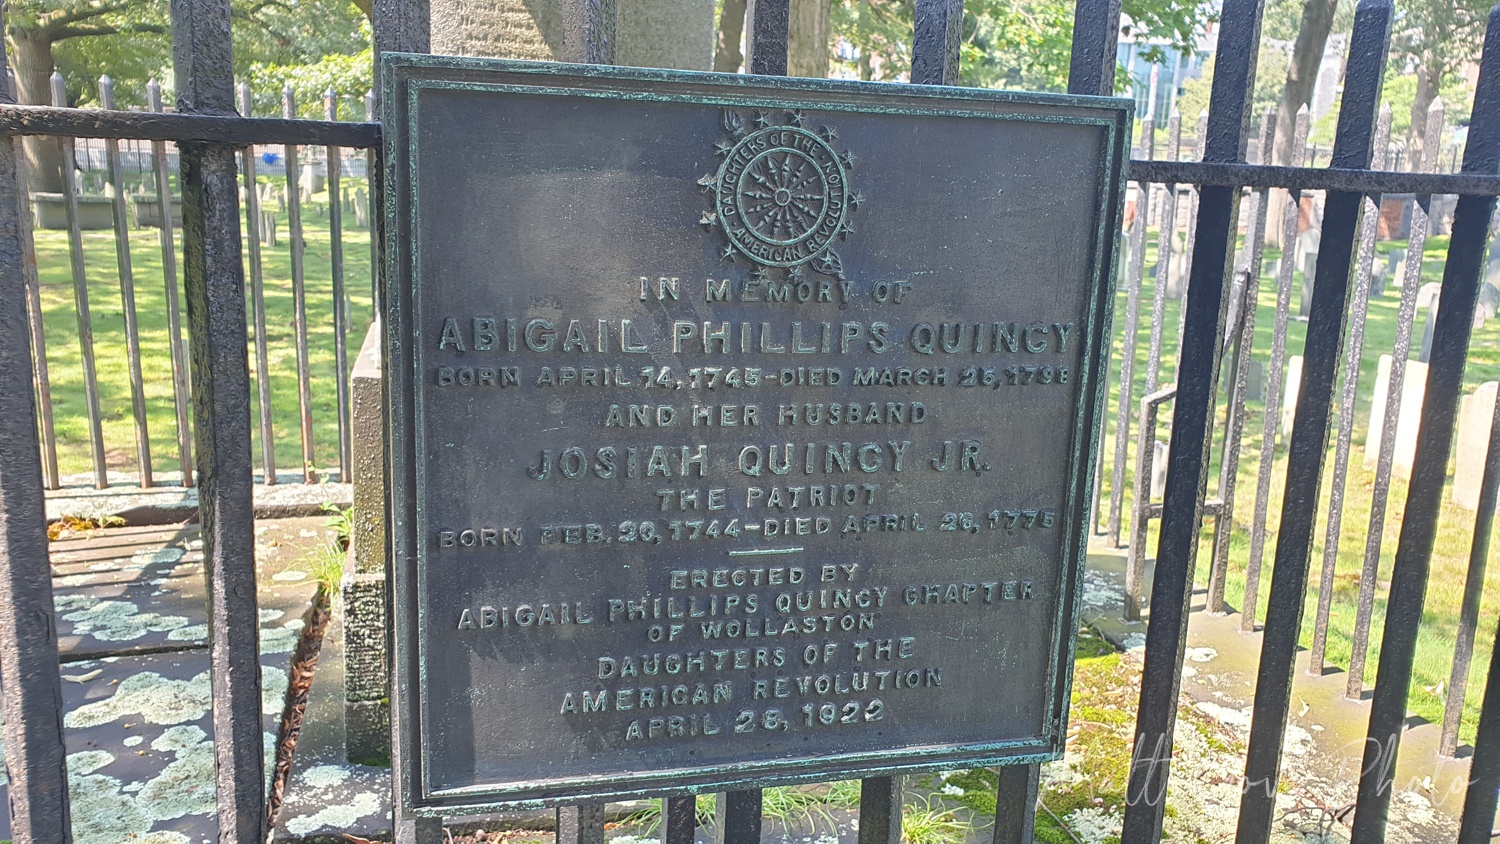 DAUGHTERS OF THE AMERICAN REVOLUTION
IN MEMORY OF
ABIGAIL PHILLIPS QUINCY
BORN APRIL 14, 1745-DIED MARCH 25, 1798
AND HER HUSBAND
JOSIAH QUINCY JR.
THE PATRIOT
BORN FEB. 26, 1744-DIED APRIL 26, 1775
ERECTED BY
ABIGAIL PHILLIPS QUINCY CHAPTER
OF WOLLASTON
DAUGHTERS OF THE
AMERICAN REVOLUTION
APRIL 28, 1922
Photo